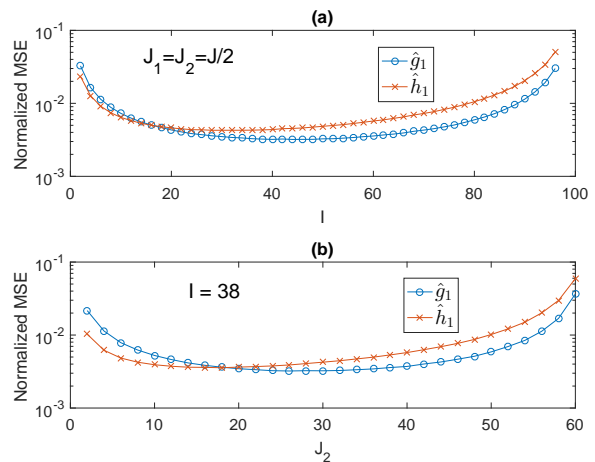 (a)
10^-1
J_1=J_2=J/2
ĝ_1
ĥ_1
10^-2
10^-3
Normalized MSE
0 20 40 60 80 100
I
(b)
10^-1
I = 38
ĝ_1
ĥ_1
10^-2
10^-3
Normalized MSE
0 10 20 30 40 50 60
J_2